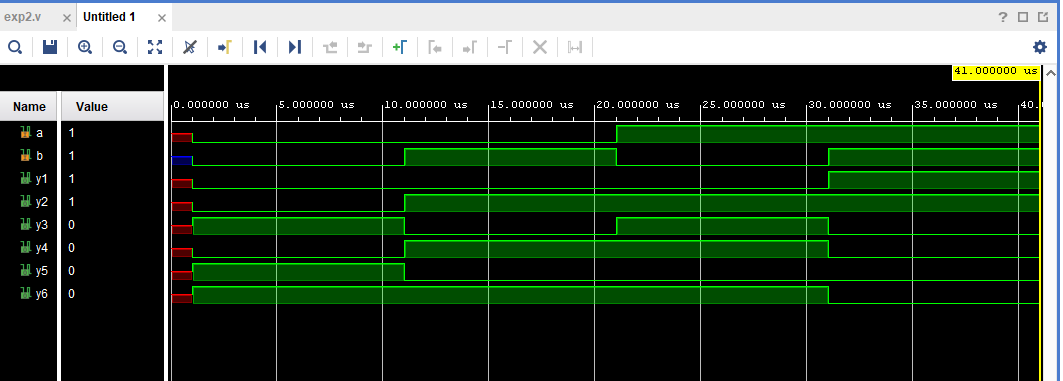 exp2.v × Untitled 1 × ?
41.000000 us
Name Value
0.000000 us 5.000000 us 10.000000 us 15.000000 us 20.000000 us 25.000000 us 30.000000 us 35.000000 us 40.
a 1
b 1
y1 1
y2 1
y3 0
y4 0
y5 0
y6 0